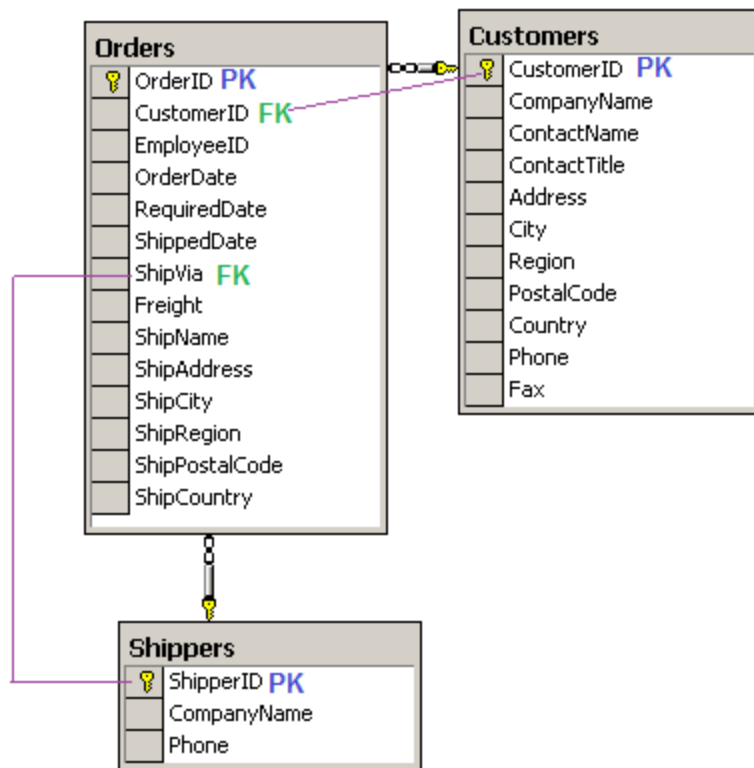 Orders
OrderID PK
CustomerID FK
EmployeeID
OrderDate
RequiredDate
ShippedDate
ShipVia FK
Freight
ShipName
ShipAddress
ShipCity
ShipRegion
ShipPostalCode
ShipCountry
Customers
CustomerID PK
CompanyName
ContactName
ContactTitle
Address
City
Region
PostalCode
Country
Phone
Fax
Shippers
ShipperID PK
CompanyName
Phone